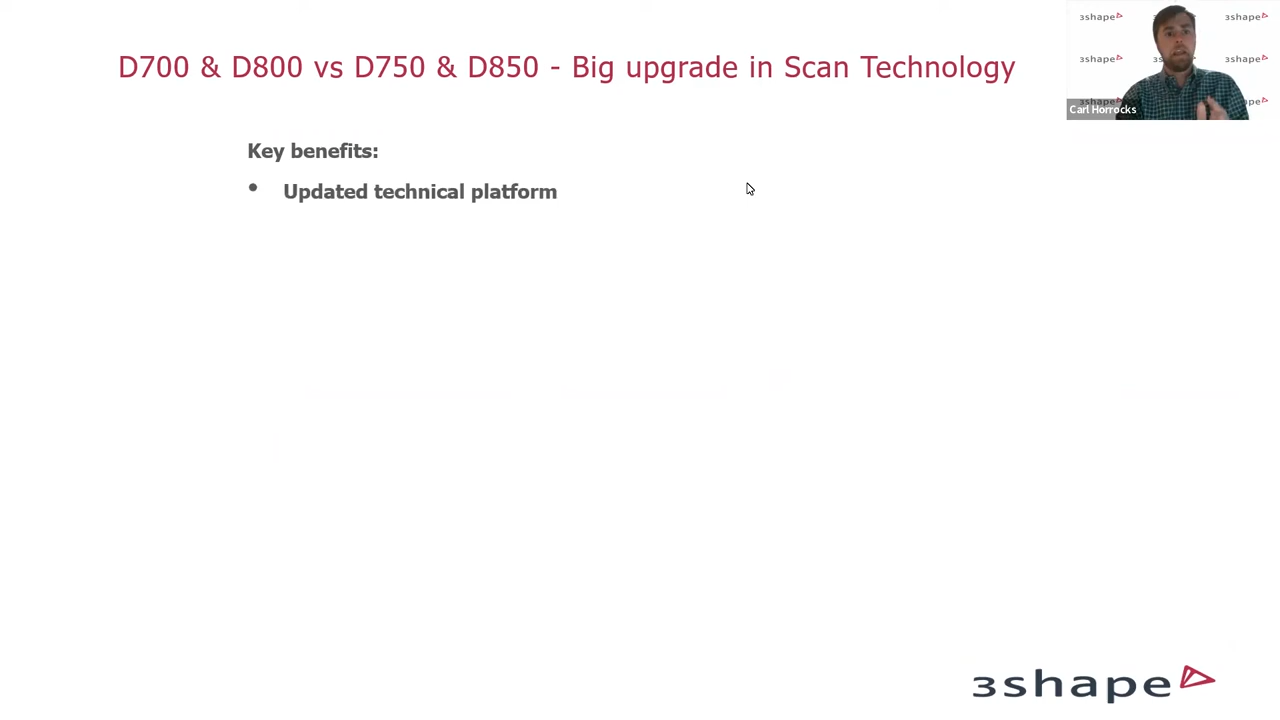 D700 & D800 vs D750 & D850 - Big upgrade in Scan Technology
Key benefits:
• Updated technical platform
3shape
3shape
3shape
3shape
Carl Horrocks
3shape